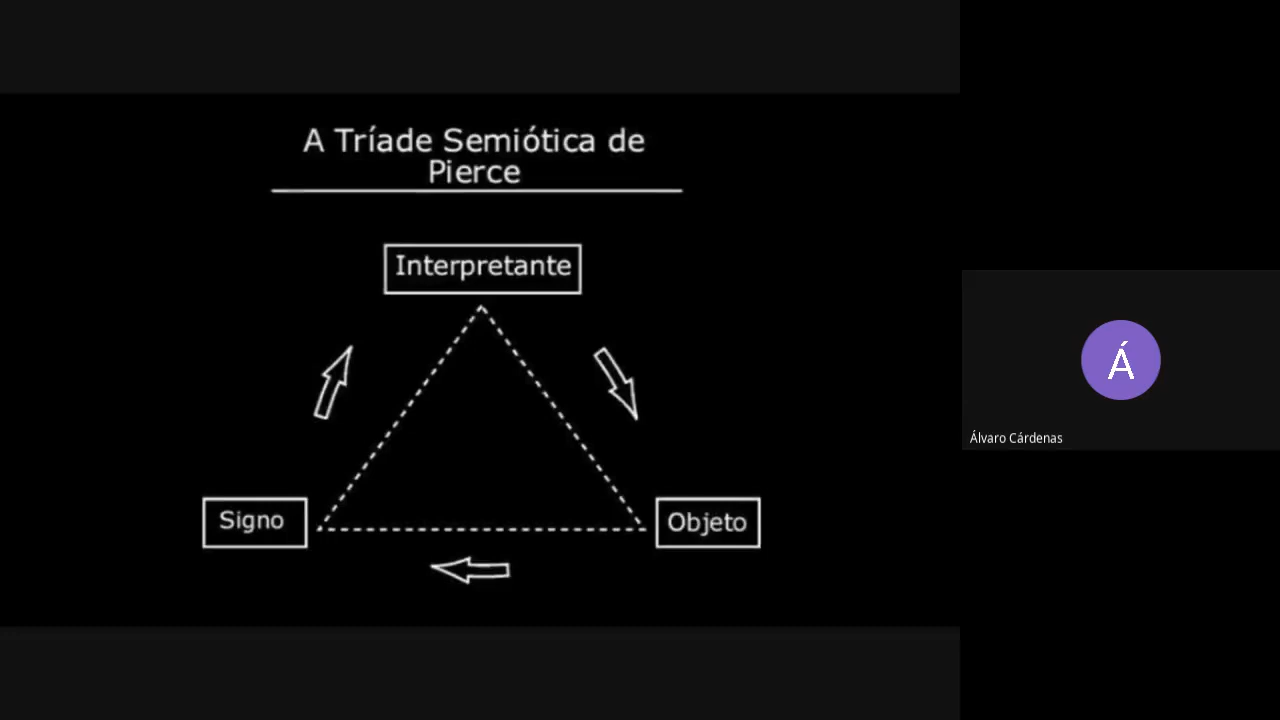 A Tríade Semiótica de
Pierce
Interpretante
Signo
Objeto
Á
Álvaro Cárdenas